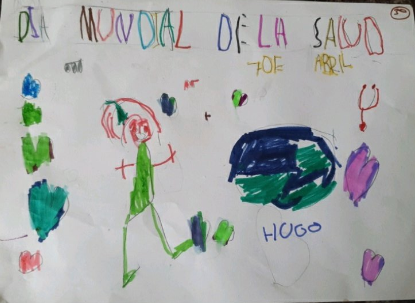 DIA MUNDIAL DE LA SALUD
7 DE ABRIL
HUGO